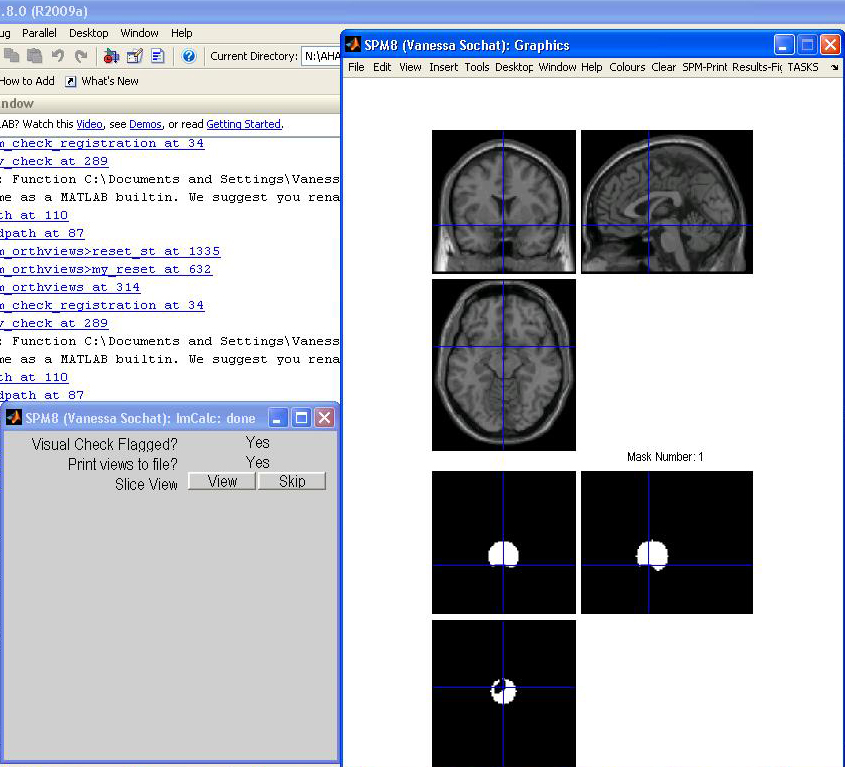 .8.0 (R2009a)
ug Parallel Desktop Window Help
Current Directory: N:\AHA
How to Add What's New
ndow
AB? Watch this Video, see Demos, or read Getting Started.
m_check_registration at 34
y_check at 289
: Function C:\Documents and Settings\Vaness
me as a MATLAB builtin. We suggest you rena
th at 110
dpath at 87
m_orthviews>reset_st at 1335
m_orthviews>my_reset at 632
m_orthviews at 314
m_check_registration at 34
y_check at 289
: Function C:\Documents and Settings\Vaness
me as a MATLAB builtin. We suggest you rena
th at 110
dpath at 87
SPM8 (Vanessa Sochat): ImCalc: done
Visual Check Flagged? Yes
Print views to file? Yes
Slice View View Skip
SPM8 (Vanessa Sochat): Graphics
File Edit View Insert Tools Desktop Window Help Colours Clear SPM-Print Results-Fig TASKS
Mask Number: 1